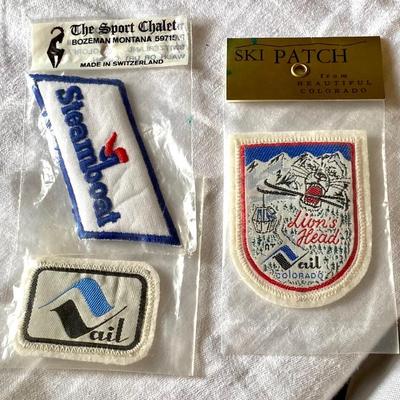 The Sport Chalet
BOZEMAN MONTANA 59715
MADE IN SWITZERLAND
Steamboat
Vail
SKI PATCH
from
BEAUTIFUL
COLORADO
Lion's
Head
Vail
COLORADO